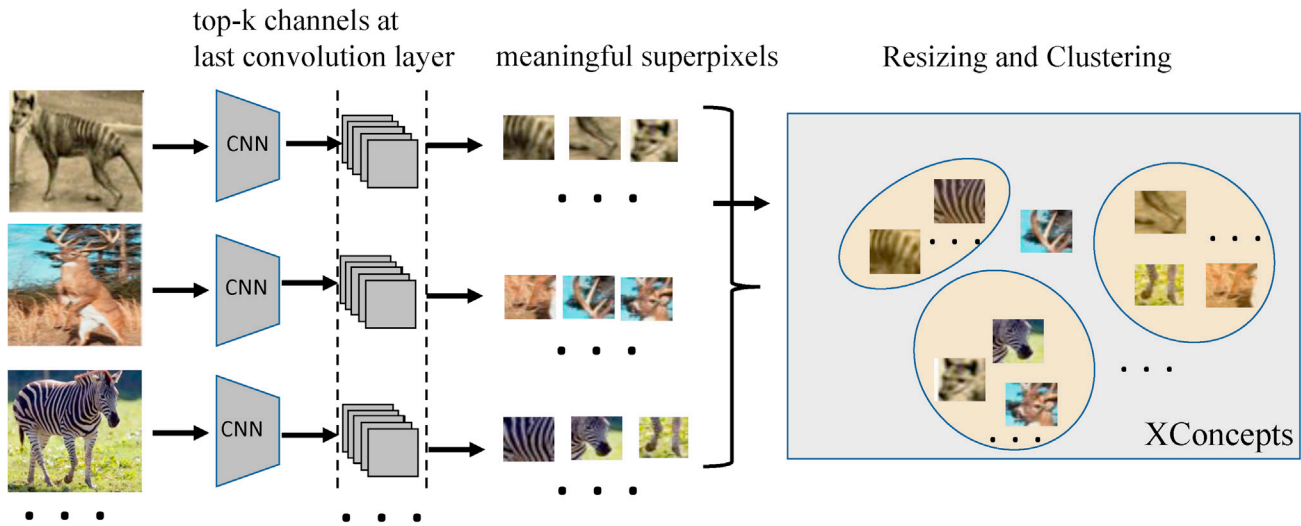 top-k channels at
last convolution layer
meaningful superpixels
Resizing and Clustering
CNN
CNN
CNN
XConcepts